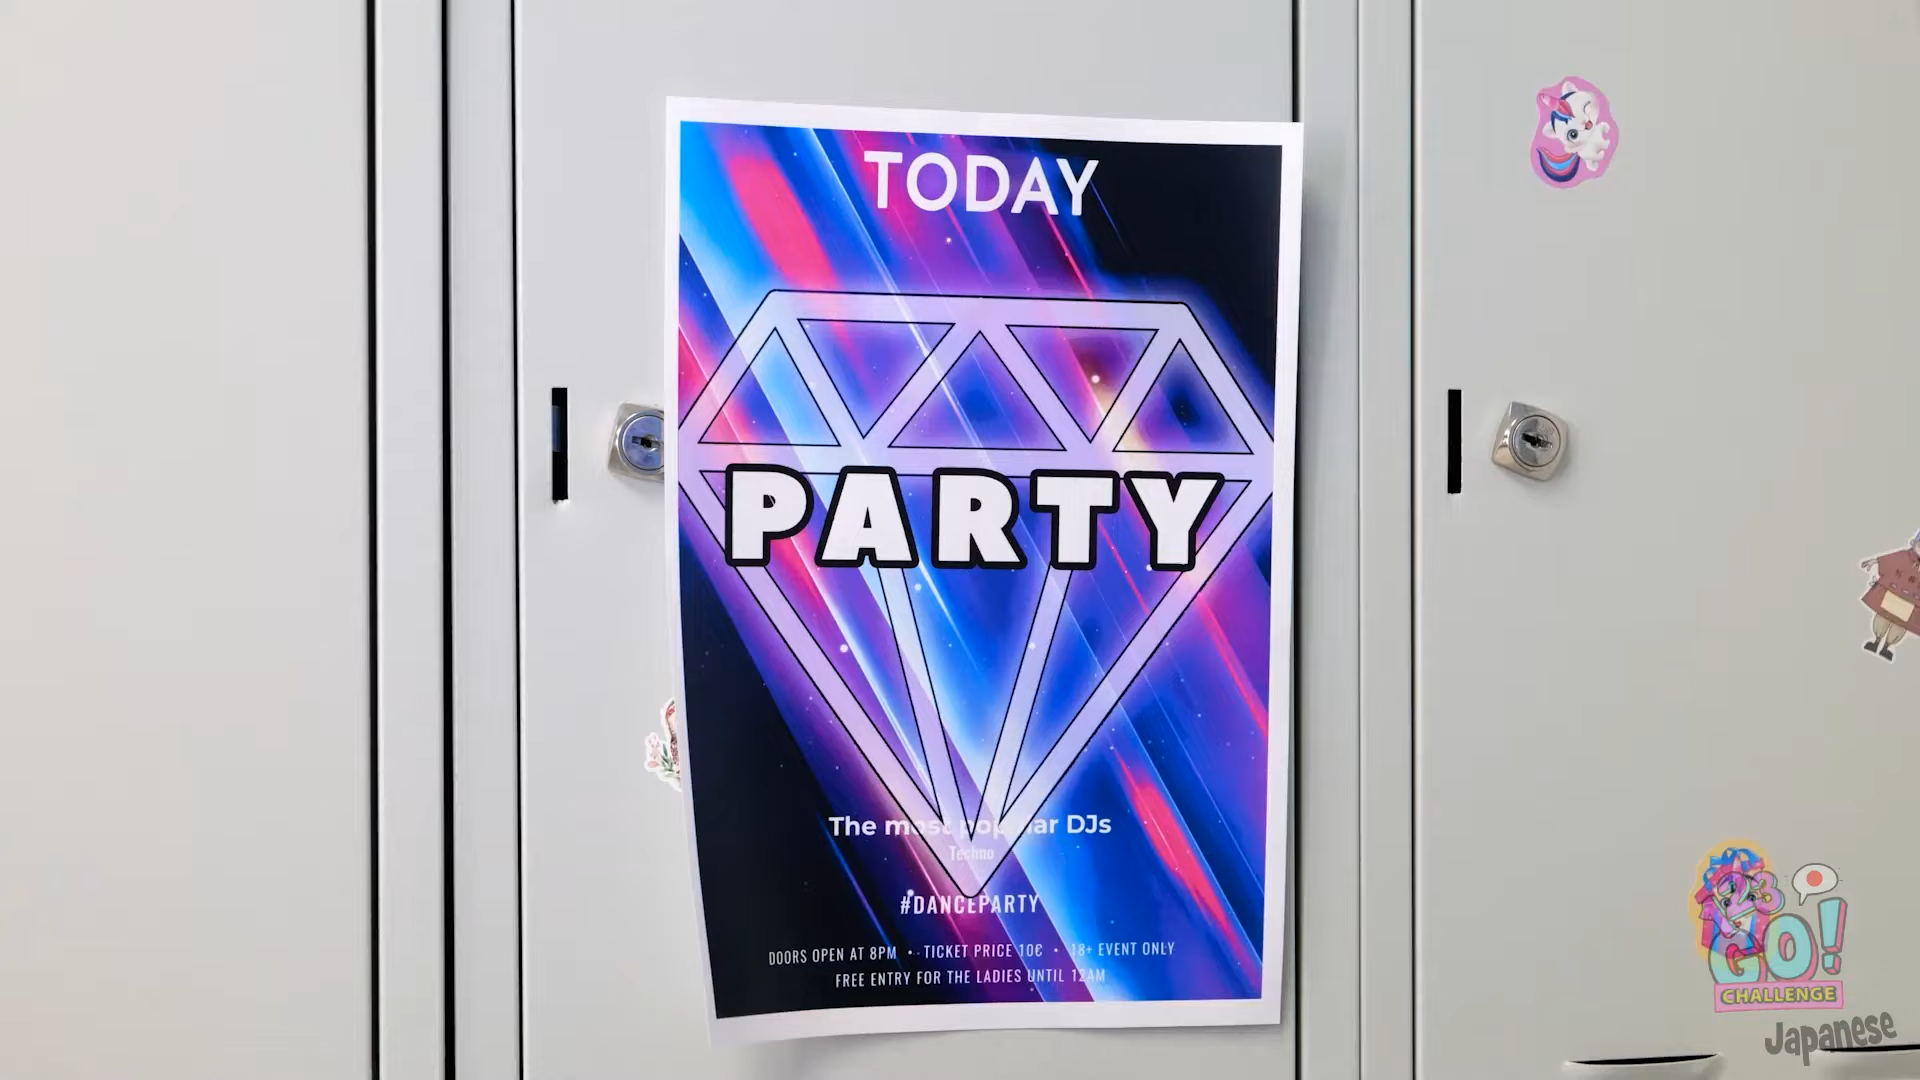 TODAY
PARTY
The most popular DJs
Techno
#DANCEPARTY
DOORS OPEN AT 8PM • TICKET PRICE 10€ • 18+ EVENT ONLY
FREE ENTRY FOR THE LADIES UNTIL 12AM
123
GO!
CHALLENGE
Japanese